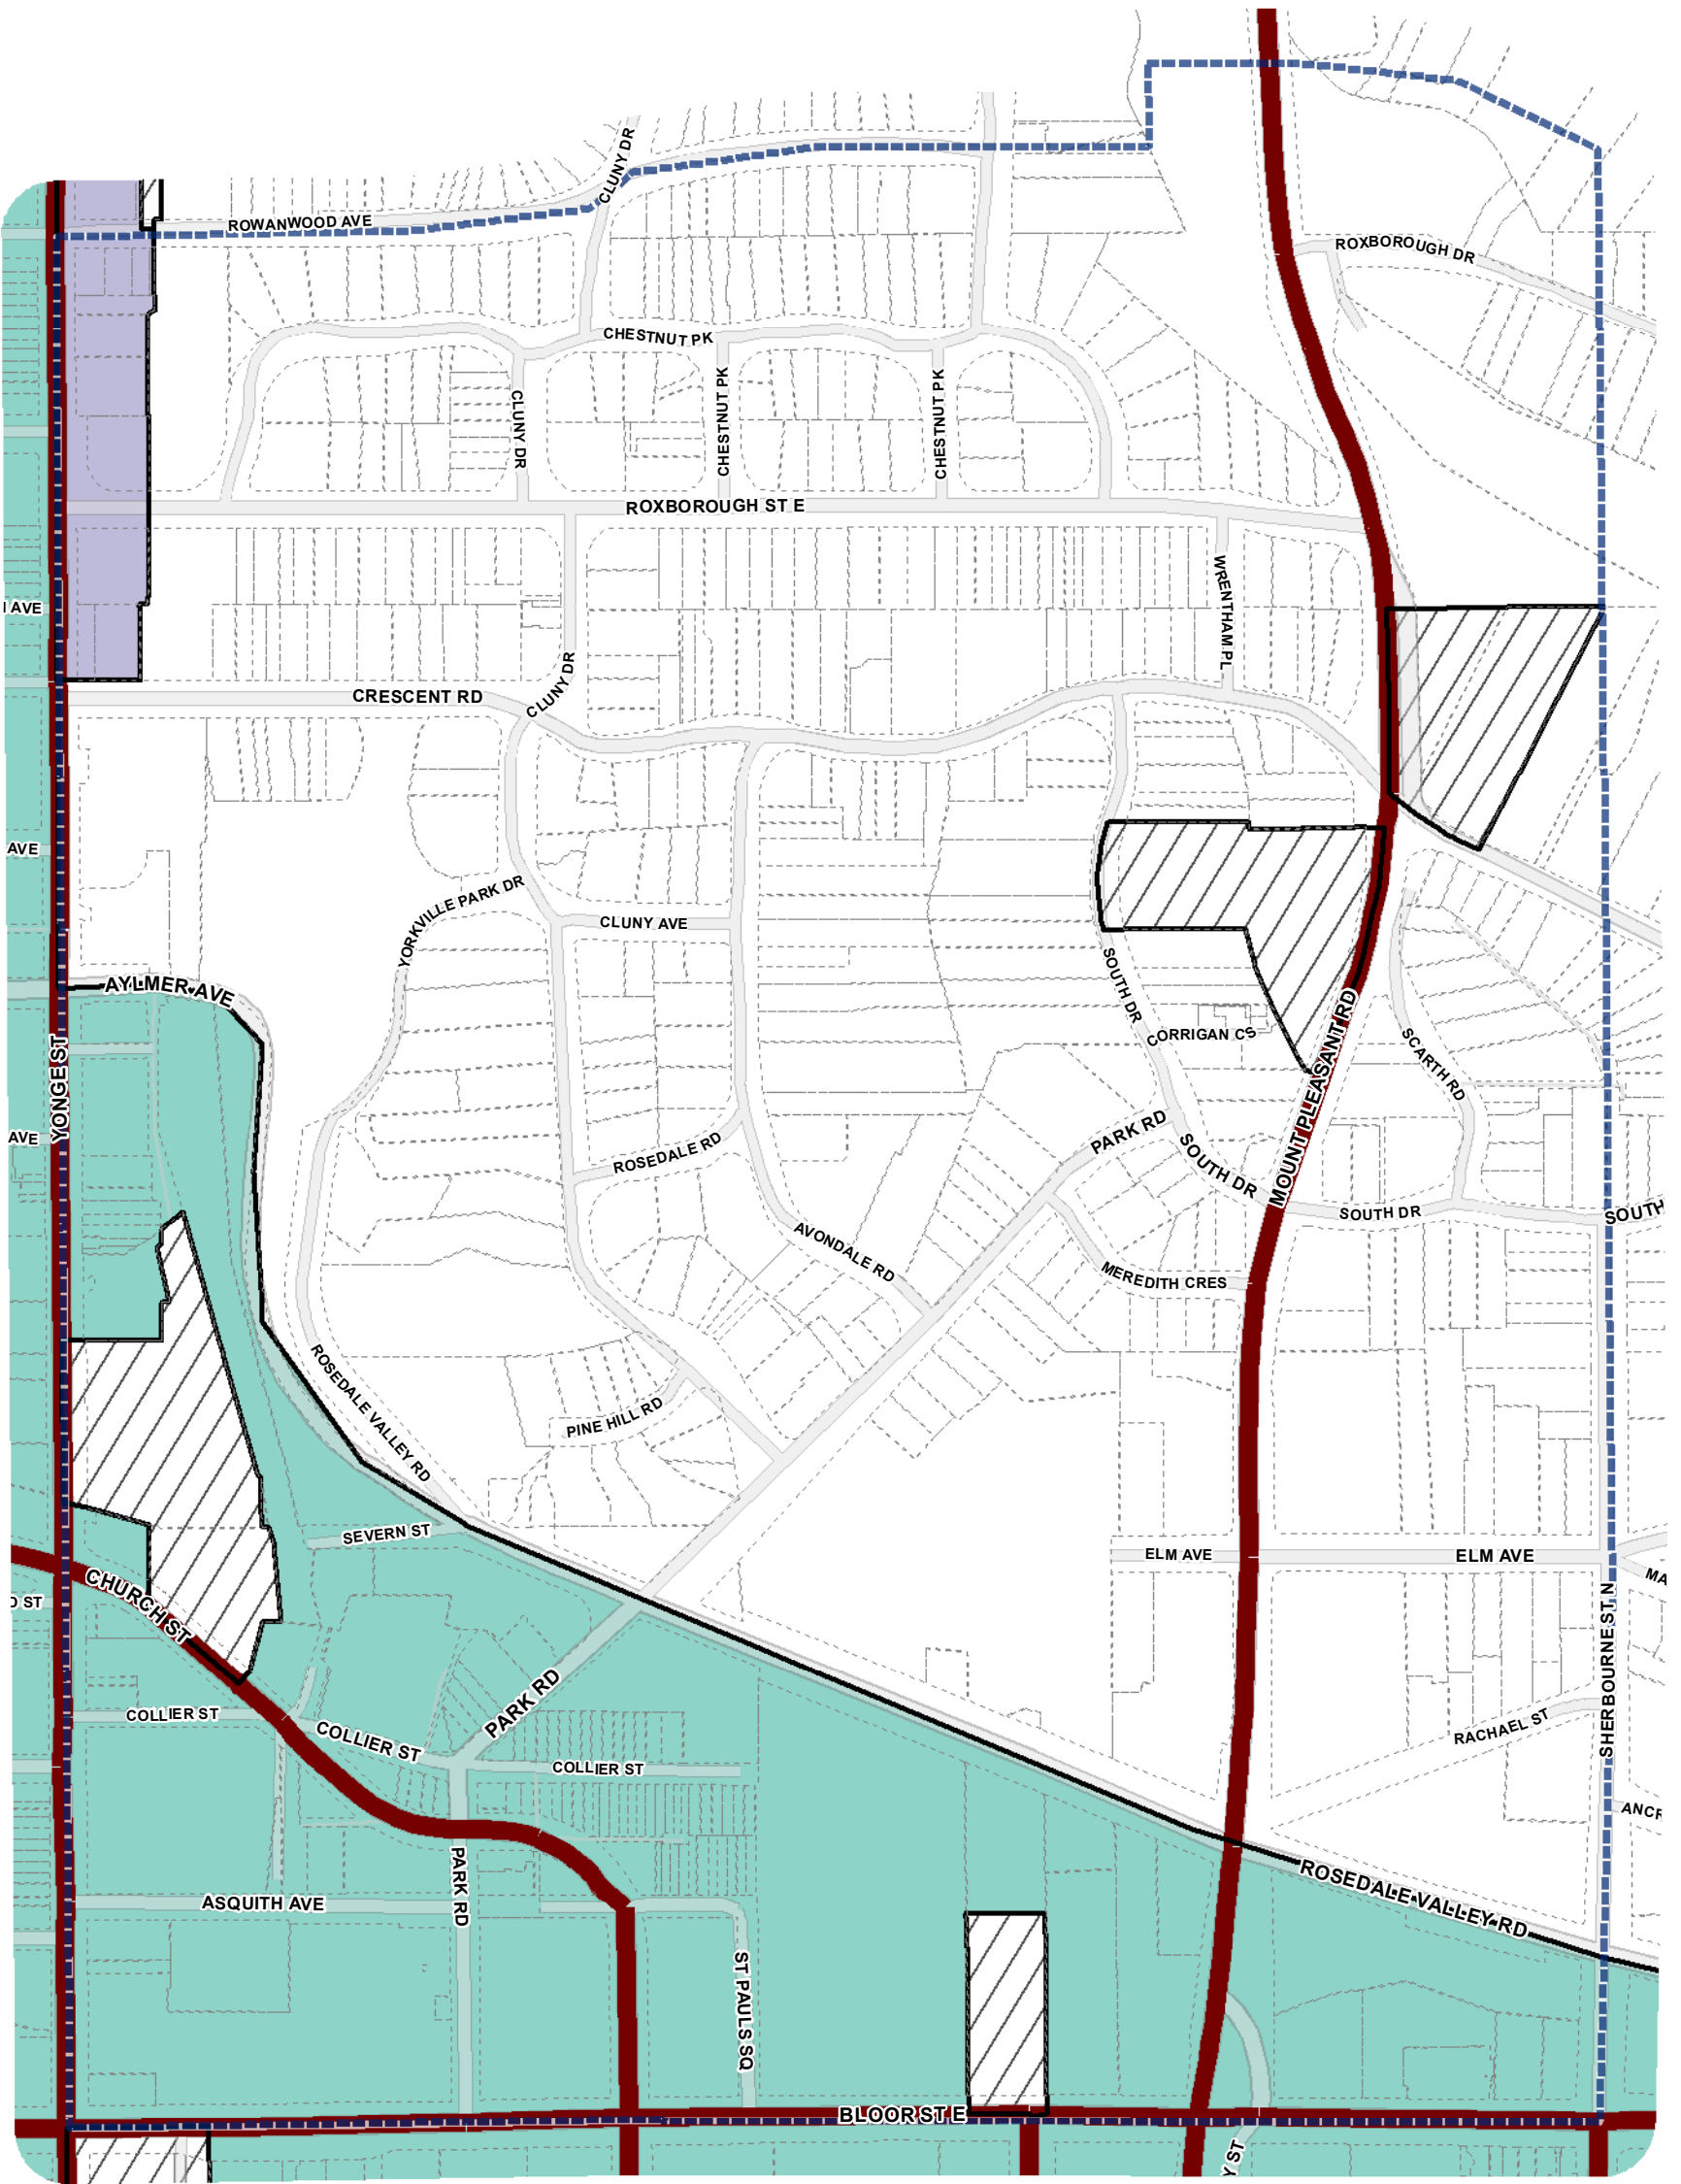 CLUNY DR
ROWANWOOD AVE
ROXBOROUGH DR
CHESTNUT PK
CLUNY DR
CHESTNUT PK
CHESTNUT PK
ROXBOROUGH ST E
AVE
WRENTHAM PL
CRESCENT RD
CLUNY DR
AVE
YORKVILLE PARK DR
CLUNY AVE
SOUTH DR
AYLMER AVE
CORRIGAN CS
MOUNT PLEASANT RD
SCARTH RD
YONGE ST
AVE
PARK RD
ROSEDALE RD
SOUTH DR
SOUTH DR
SOUTH
AVONDALE RD
MEREDITH CRES
ROSEDALE VALLEY RD
PINE HILL RD
SEVERN ST
ELM AVE
ELM AVE
MA
CHURCH ST
ST
SHERBOURNE ST N
PARK RD
COLLIER ST
COLLIER ST
COLLIER ST
RACHAEL ST
ANCR
PARK RD
ASQUITH AVE
ROSEDALE VALLEY RD
ST PAULS SQ
BLOOR ST E
Y ST